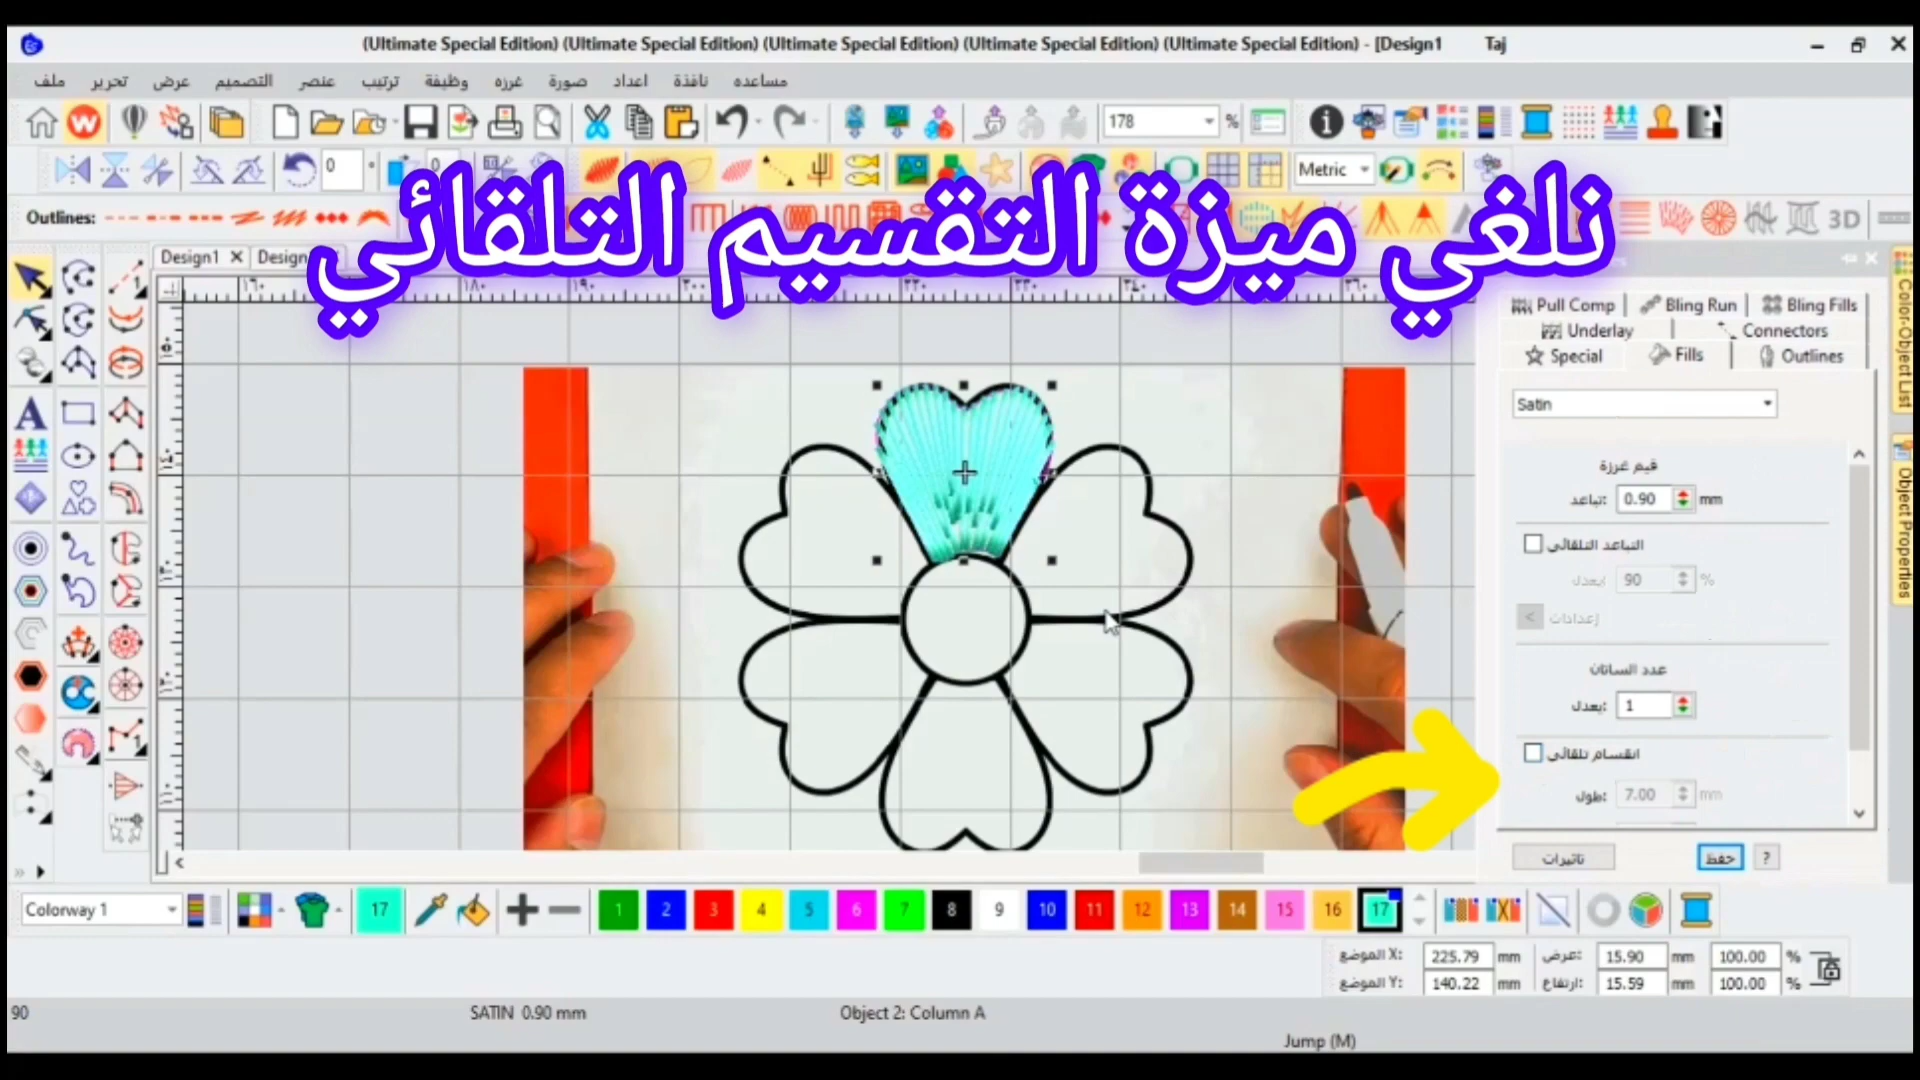 (Ultimate Special Edition) (Ultimate Special Edition) (Ultimate Special Edition) (Ultimate Special Edition) (Ultimate Special Edition) - [Design1 Taj
ملف تحرير عرض التصميم عنصر ترتيب وظيفة غرزه صورة اعداد نافذة مساعده
178 %
0 ° 0 Metric
Outlines: 3D
نلغي ميزة التقسيم التلقائي
Design1 Design
Pull Comp Bling Run Bling Fills
Underlay Connectors
Special Fills Outlines
Satin
قيم غرزة
تباعد: 0.90 mm
التباعد التلقائي
بعدل: 90 %
إعدادات
عدد الساتان
بعدل: 1
انقسام تلقائي
طول: 7.00 mm
تاثيرات حفظ ?
Color-Object List
Object Properties
Colorway 1 17 1 2 3 4 5 6 7 8 9 10 11 12 13 14 15 16 17
الموضع X: 225.79 mm عرض: 15.90 mm 100.00 %
الموضع Y: 140.22 mm ارتفاع: 15.59 mm 100.00 %
90 SATIN 0.90 mm Object 2: Column A
Jump (M)